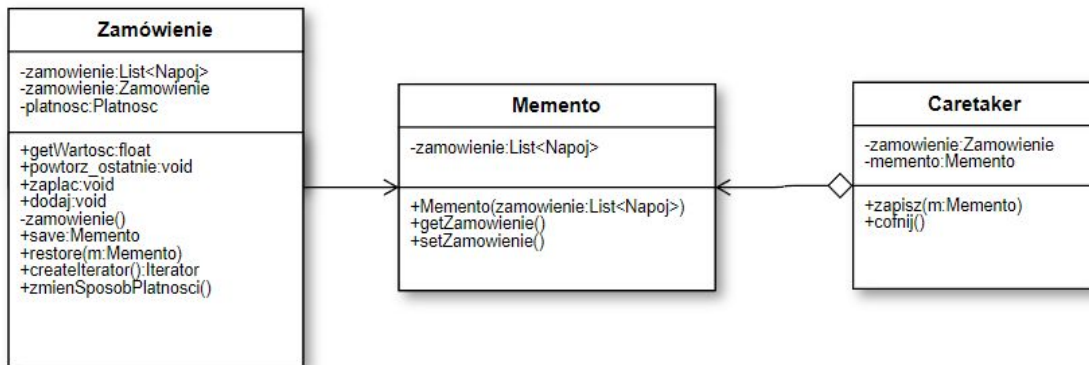 Zamówienie
-zamowienie:List<Napoj>
-zamowienie:Zamowienie
-platnosc:Platnosc
+getWartosc:float
+powtorz_ostatnie:void
+zaplac:void
+dodaj:void
-zamowienie()
+save:Memento
+restore(m:Memento)
+createIterator():Iterator
+zmienSposobPlatnosci()
Memento
-zamowienie:List<Napoj>
+Memento(zamowienie:List<Napoj>)
+getZamowienie()
+setZamowienie()
Caretaker
-zamowienie:Zamowienie
-memento:Memento
+zapisz(m:Memento)
+cofnij()